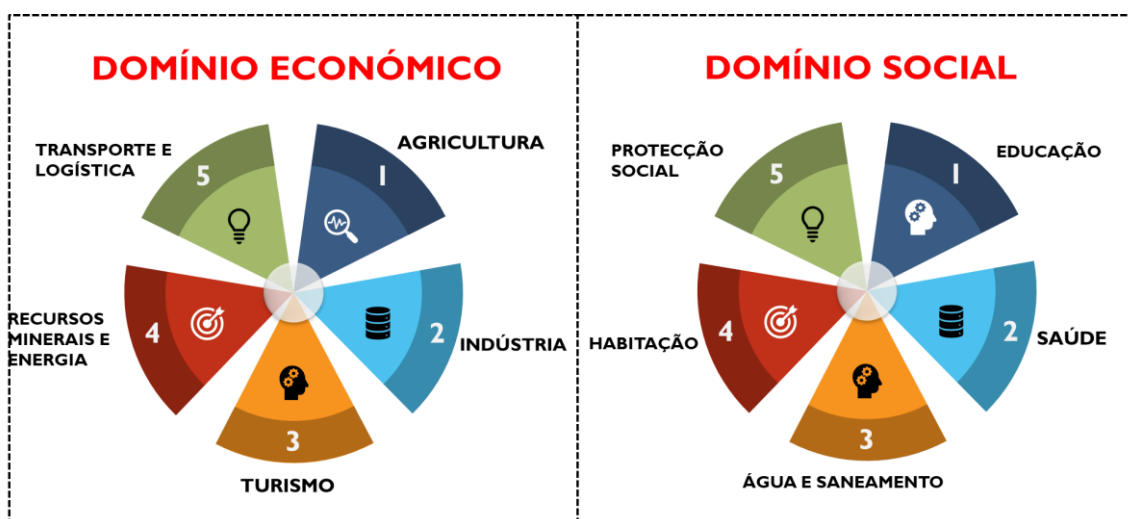 DOMÍNIO ECONÓMICO
TRANSPORTE E
LOGÍSTICA
5
1
AGRICULTURA
RECURSOS
MINERAIS E
ENERGIA
4
2
INDÚSTRIA
3
TURISMO
DOMÍNIO SOCIAL
PROTECÇÃO
SOCIAL
5
1
EDUCAÇÃO
HABITAÇÃO
4
2
SAÚDE
3
ÁGUA E SANEAMENTO